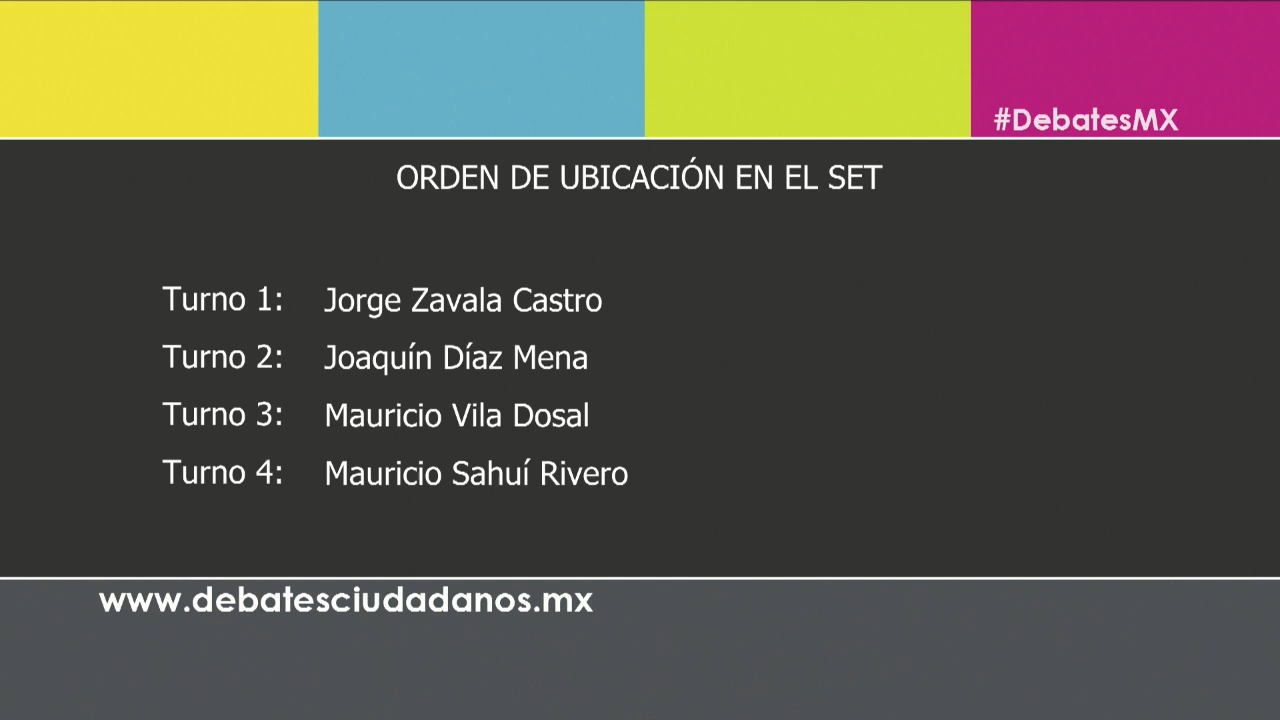 #DebatesMX
ORDEN DE UBICACIÓN EN EL SET
Turno 1: Jorge Zavala Castro
Turno 2: Joaquín Díaz Mena
Turno 3: Mauricio Vila Dosal
Turno 4: Mauricio Sahuí Rivero
www.debatesciudadanos.mx